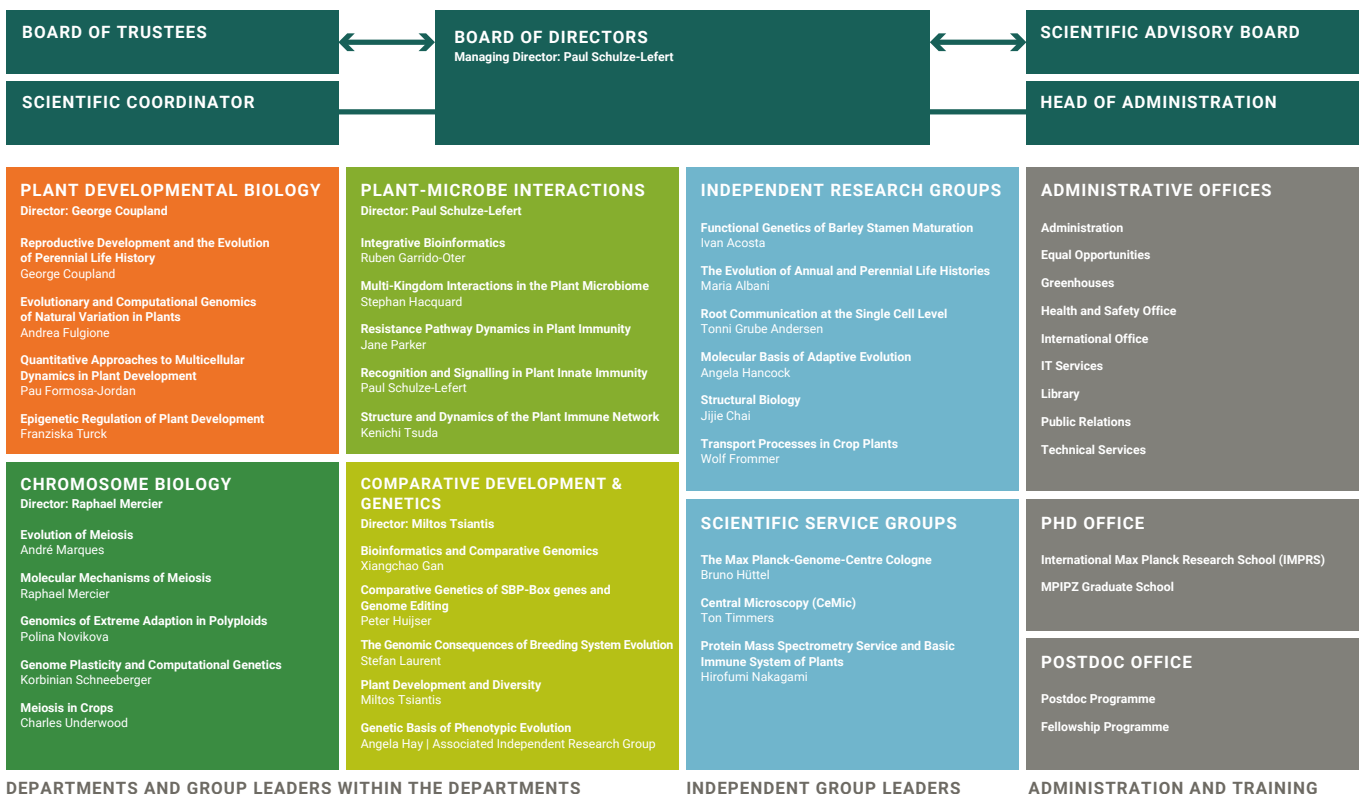 BOARD OF TRUSTEES
BOARD OF DIRECTORS
Managing Director: Paul Schulze-Lefert
SCIENTIFIC ADVISORY BOARD
SCIENTIFIC COORDINATOR
HEAD OF ADMINISTRATION
PLANT DEVELOPMENTAL BIOLOGY
Director: George Coupland
Reproductive Development and the Evolution
of Perennial Life History
George Coupland
Evolutionary and Computational Genomics
of Natural Variation in Plants
Andrea Fulgione
Quantitative Approaches to Multicellular
Dynamics in Plant Development
Pau Formosa-Jordan
Epigenetic Regulation of Plant Development
Franziska Turck
PLANT-MICROBE INTERACTIONS
Director: Paul Schulze-Lefert
Integrative Bioinformatics
Ruben Garrido-Oter
Multi-Kingdom Interactions in the Plant Microbiome
Stephan Hacquard
Resistance Pathway Dynamics in Plant Immunity
Jane Parker
Recognition and Signalling in Plant Innate Immunity
Paul Schulze-Lefert
Structure and Dynamics of the Plant Immune Network
Kenichi Tsuda
CHROMOSOME BIOLOGY
Director: Raphael Mercier
Evolution of Meiosis
André Marques
Molecular Mechanisms of Meiosis
Raphael Mercier
Genomics of Extreme Adaption in Polyploids
Polina Novikova
Genome Plasticity and Computational Genetics
Korbinian Schneeberger
Meiosis in Crops
Charles Underwood
COMPARATIVE DEVELOPMENT &
GENETICS
Director: Miltos Tsiantis
Bioinformatics and Comparative Genomics
Xiangchao Gan
Comparative Genetics of SBP-Box genes and
Genome Editing
Peter Huijser
The Genomic Consequences of Breeding System Evolution
Stefan Laurent
Plant Development and Diversity
Miltos Tsiantis
Genetic Basis of Phenotypic Evolution
Angela Hay | Associated Independent Research Group
INDEPENDENT RESEARCH GROUPS
Functional Genetics of Barley Stamen Maturation
Ivan Acosta
The Evolution of Annual and Perennial Life Histories
Maria Albani
Root Communication at the Single Cell Level
Tonni Grube Andersen
Molecular Basis of Adaptive Evolution
Angela Hancock
Structural Biology
Jijie Chai
Transport Processes in Crop Plants
Wolf Frommer
SCIENTIFIC SERVICE GROUPS
The Max Planck-Genome-Centre Cologne
Bruno Hüttel
Central Microscopy (CeMic)
Ton Timmers
Protein Mass Spectrometry Service and Basic
Immune System of Plants
Hirofumi Nakagami
ADMINISTRATIVE OFFICES
Administration
Equal Opportunities
Greenhouses
Health and Safety Office
International Office
IT Services
Library
Public Relations
Technical Services
PHD OFFICE
International Max Planck Research School (IMPRS)
MPIPZ Graduate School
POSTDOC OFFICE
Postdoc Programme
Fellowship Programme
DEPARTMENTS AND GROUP LEADERS WITHIN THE DEPARTMENTS
INDEPENDENT GROUP LEADERS
ADMINISTRATION AND TRAINING